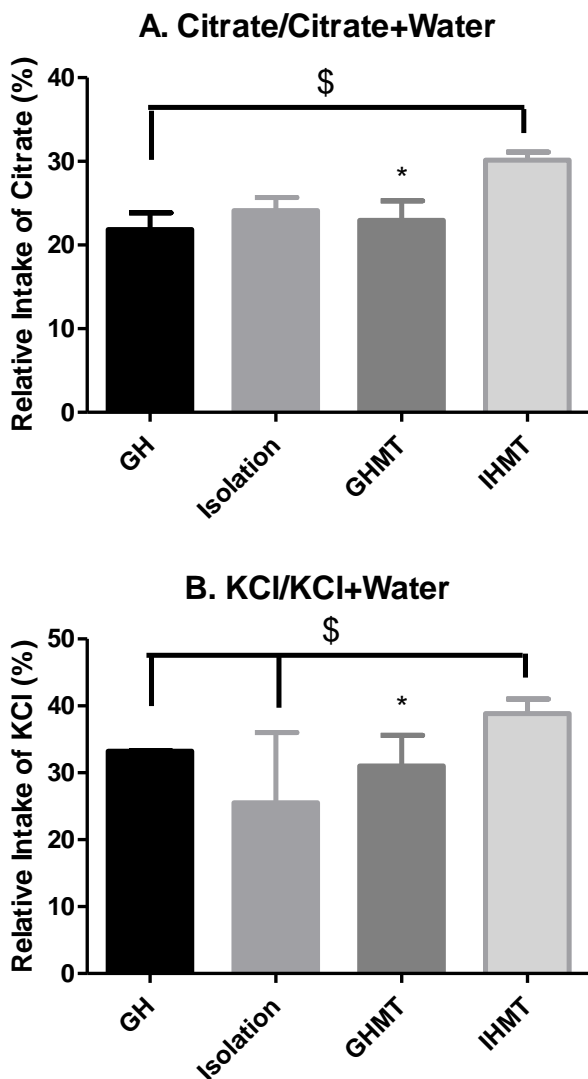 A. Citrate/Citrate+Water
Relative Intake of Citrate (%)
40
30
20
10
0
$
*
GH
Isolation
GHMT
IHMT
B. KCl/KCl+Water
Relative Intake of KCl (%)
50
40
30
20
10
0
$
*
GH
Isolation
GHMT
IHMT